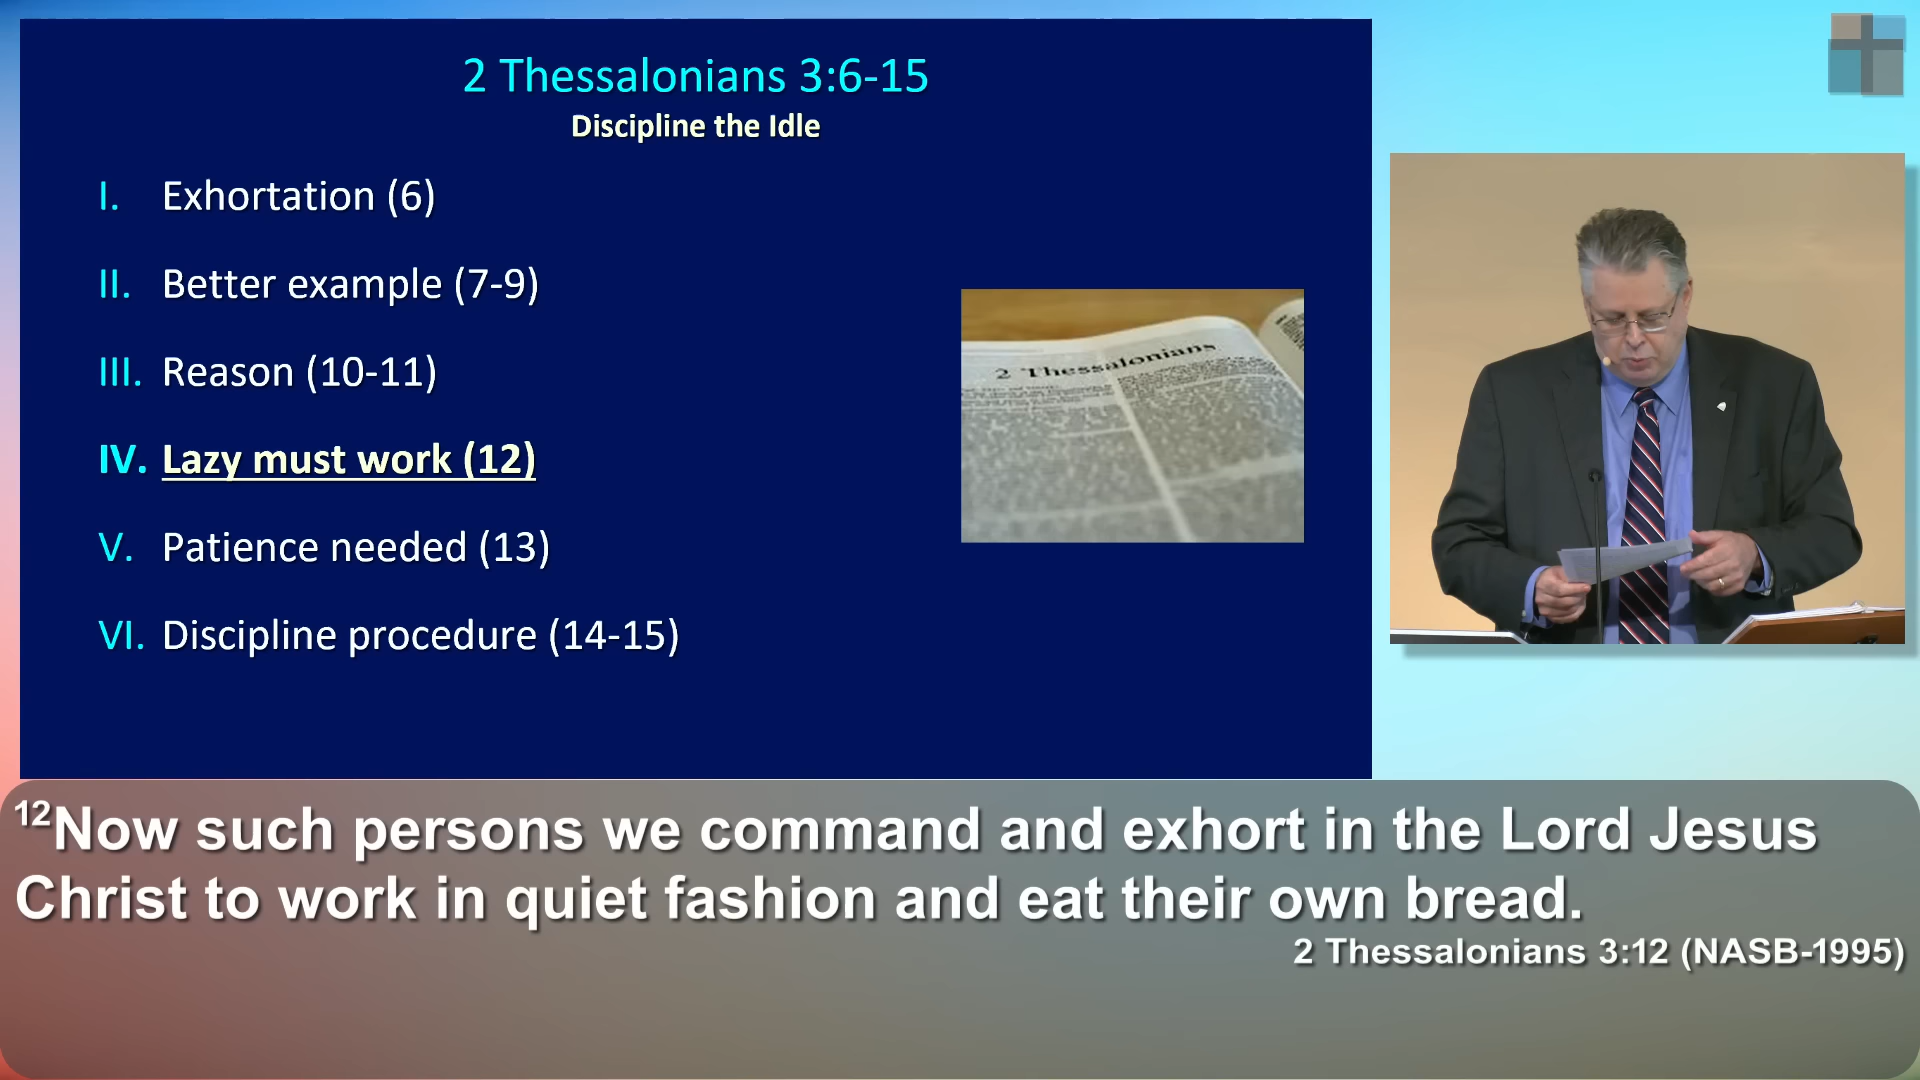 2 Thessalonians 3:6-15
Discipline the Idle
I. Exhortation (6)
II. Better example (7-9)
III. Reason (10-11)
IV. Lazy must work (12)
V. Patience needed (13)
VI. Discipline procedure (14-15)
2 Thessalonians
12Now such persons we command and exhort in the Lord Jesus
Christ to work in quiet fashion and eat their own bread.
2 Thessalonians 3:12 (NASB-1995)